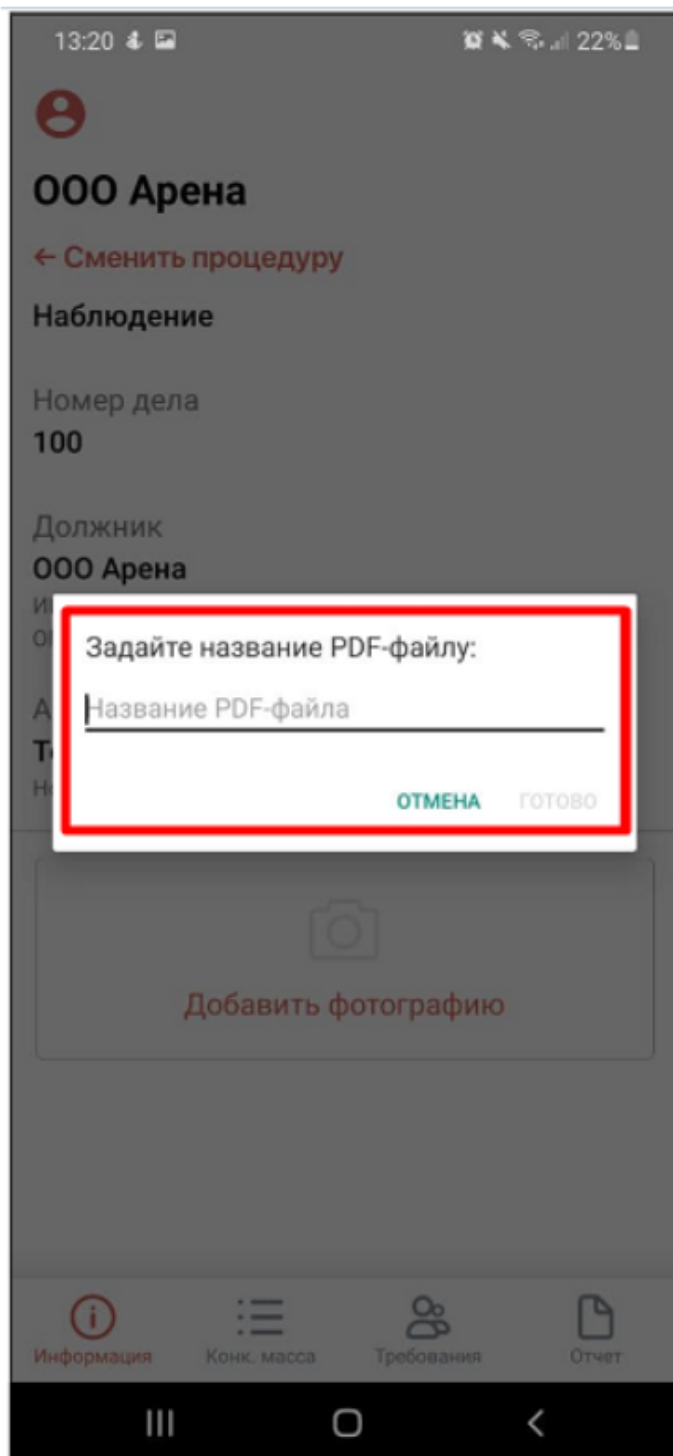 13:20 22%
ООО Арена
← Сменить процедуру
Наблюдение
Номер дела
100
Должник
ООО Арена
Задайте название PDF-файлу:
Название PDF-файла
ОТМЕНА ГОТОВО
Добавить фотографию
Информация Конк. масса Требования Отчет